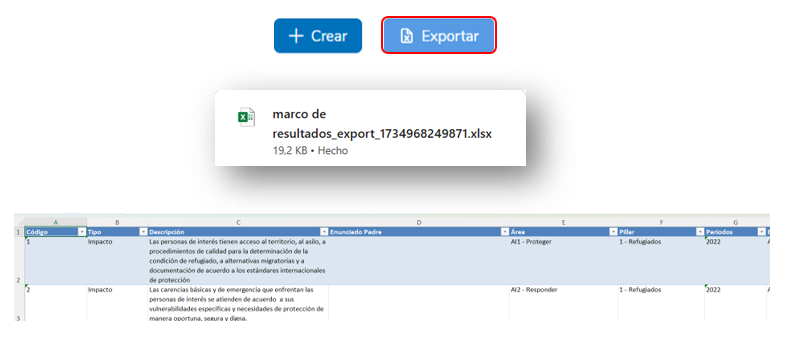 Crear
Exportar
marco de
resultados_export_1734968249871.xlsx
19,2 KB • Hecho
A B C D E F G
1 Código Tipo Descripción Enunciado Padre Área Pillar Periodos
1 Impacto Las personas de interés tienen acceso al territorio, al asilo, a AI1 - Proteger 1 - Refugiados 2022
procedimientos de calidad para la determinación de la
condición de refugiado, a alternativas migratorias y a
documentación de acuerdo a los estándares internacionales
2 de protección
2 Impacto Las carencias básicas y de emergencia que enfrentan las AI2 - Responder 1 - Refugiados 2022
personas de interés se atienden de acuerdo a sus
vulnerabilidades específicas y necesidades de protección de
3 manera oportuna, segura y digna.